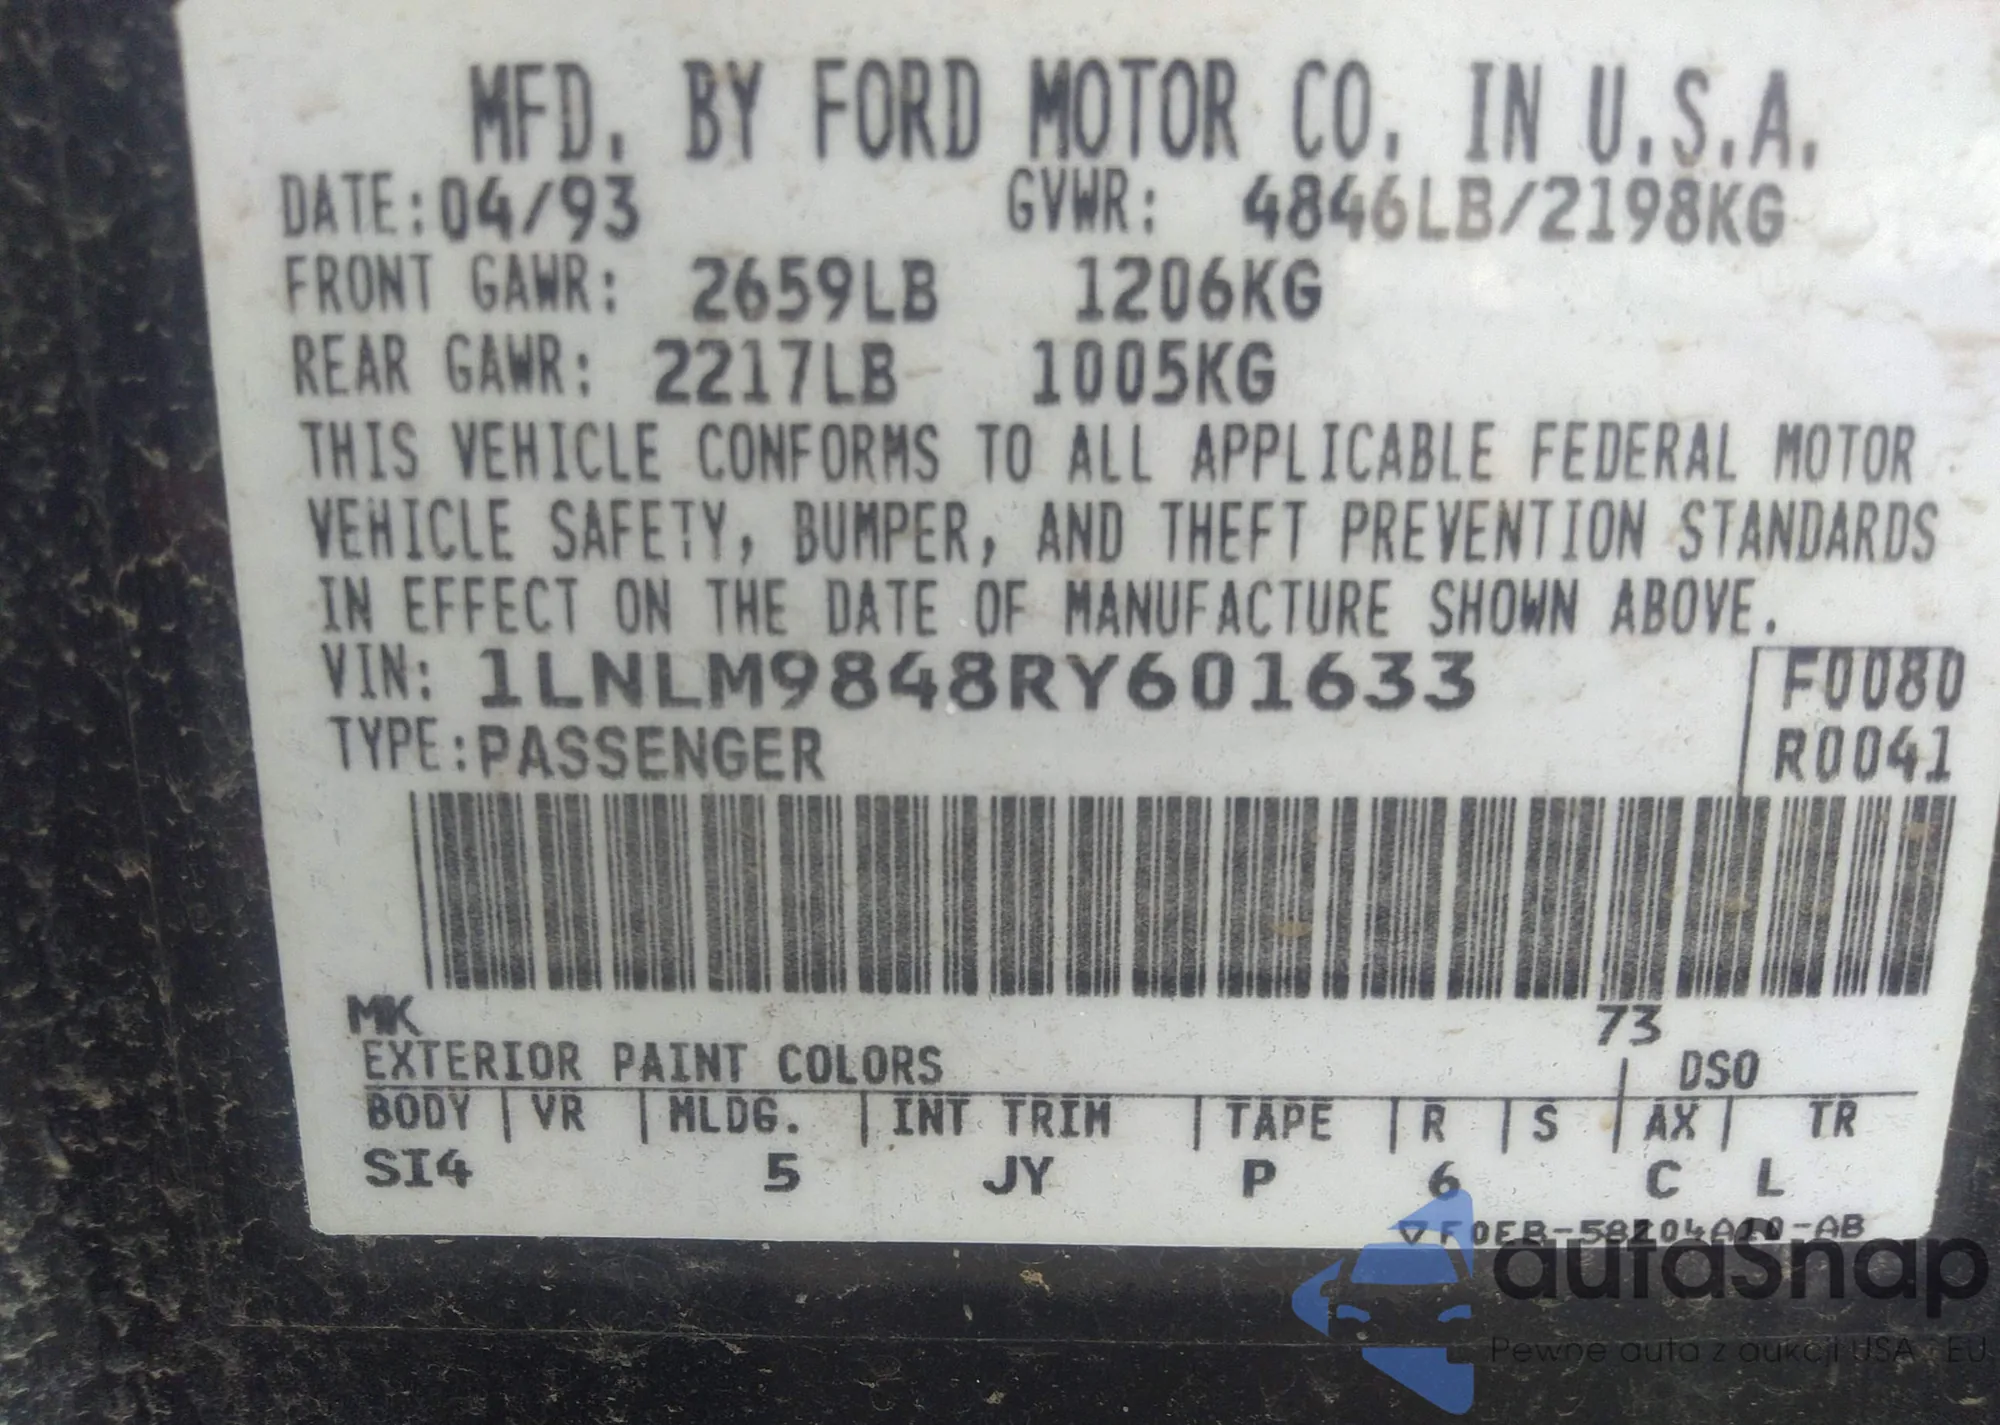 MFD. BY FORD MOTOR CO. IN U.S.A.
DATE: 04/93 GVWR: 4846LB/2198KG
FRONT GAWR: 2659LB 1206KG
REAR GAWR: 2217LB 1005KG
THIS VEHICLE CONFORMS TO ALL APPLICABLE FEDERAL MOTOR
VEHICLE SAFETY, BUMPER, AND THEFT PREVENTION STANDARDS
IN EFFECT ON THE DATE OF MANUFACTURE SHOWN ABOVE.
VIN: 1LNLM9848RY601633 F0080
TYPE: PASSENGER R0041
MK 73
EXTERIOR PAINT COLORS DSO
BODY | VR | MLDG. | INT TRIM | TAPE | R | S | AX | TR
SI4 5 JY P 6 C L
autaSnap
Pewne auta z aukcji USA · EU